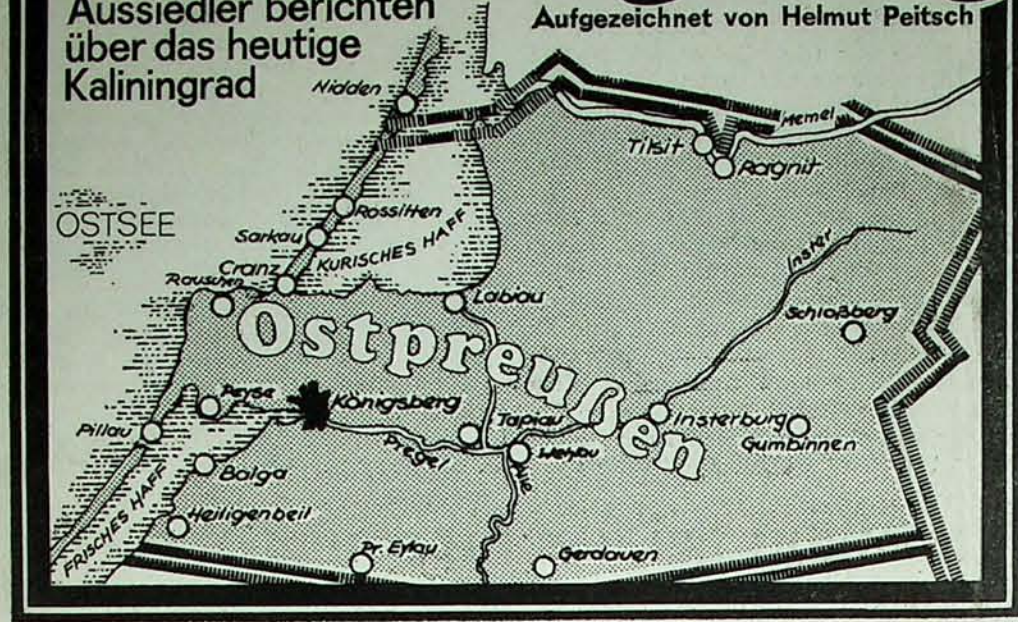 Aussiedler berichten
über das heutige
Kaliningrad
Aufgezeichnet von Helmut Peitsch
Nidden
Memel
Tilsit
Ragnit
OSTSEE
Rossitten
Sarkau
KURISCHES HAFF
Inster
Cranz
Rauschen
Labiau
Schloßberg
Ostpreußen
Peyse
Königsberg
Insterburg
Pillau
Tapiau
Gumbinnen
Pregel
Wehlau
Balga
FRISCHES HAFF
Heiligenbeil
Pr. Eylau
Gerdauen